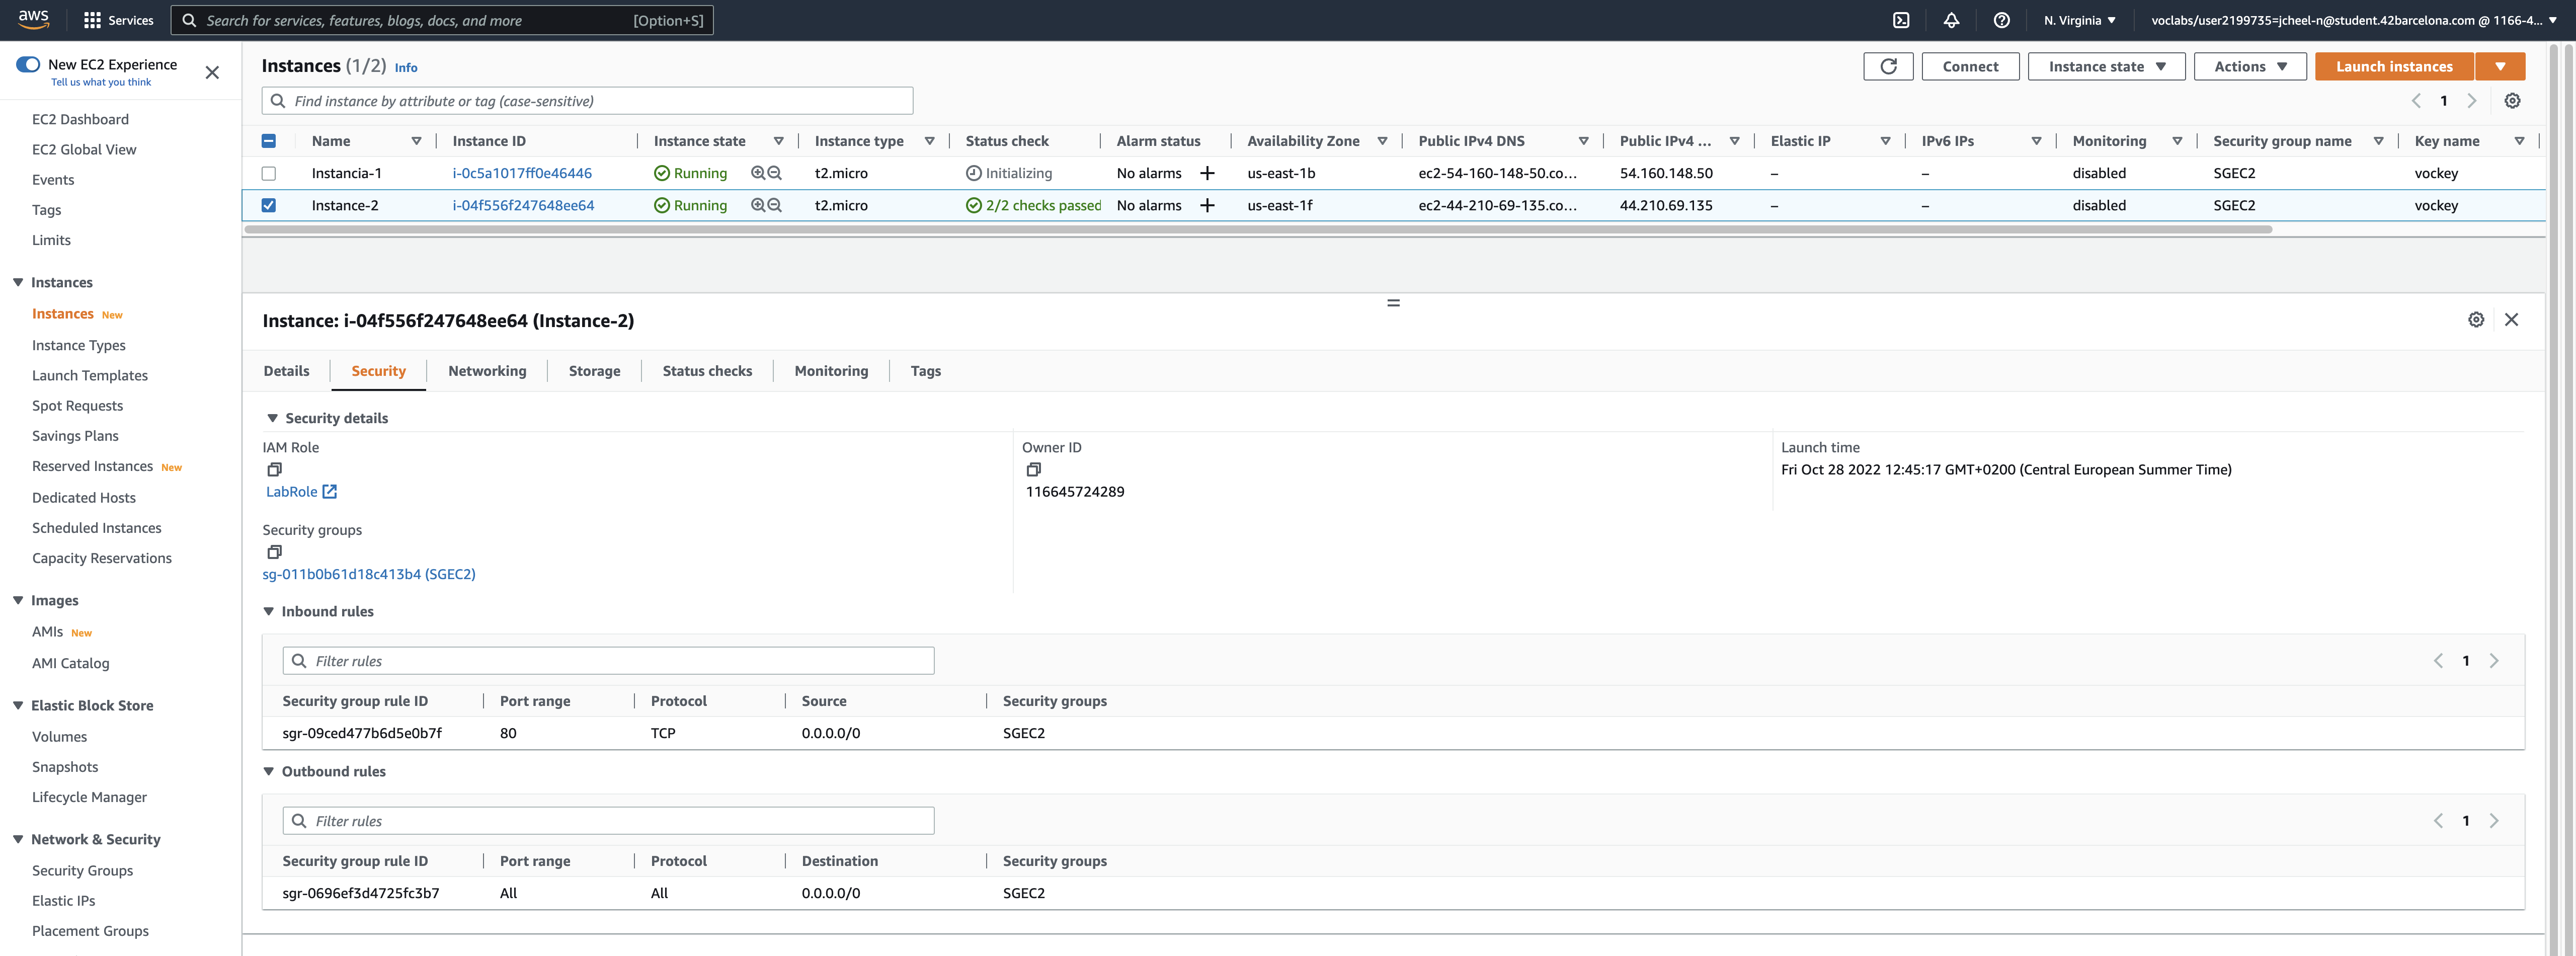 aws Services Search for services, features, blogs, docs, and more [Option+S] N. Virginia voclabs/user2199735=jcheel-n@student.42barcelona.com @ 1166-4...
New EC2 Experience
Tell us what you think
EC2 Dashboard
EC2 Global View
Events
Tags
Limits
Instances
Instances New
Instance Types
Launch Templates
Spot Requests
Savings Plans
Reserved Instances New
Dedicated Hosts
Scheduled Instances
Capacity Reservations
Images
AMIs New
AMI Catalog
Elastic Block Store
Volumes
Snapshots
Lifecycle Manager
Network & Security
Security Groups
Elastic IPs
Placement Groups
Instances (1/2) Info Connect Instance state Actions Launch instances
Find instance by attribute or tag (case-sensitive) 1
Name Instance ID Instance state Instance type Status check Alarm status Availability Zone Public IPv4 DNS Public IPv4 ... Elastic IP IPv6 IPs Monitoring Security group name Key name
Instancia-1 i-0c5a1017ff0e46446 Running t2.micro Initializing No alarms + us-east-1b ec2-54-160-148-50.co... 54.160.148.50 – – disabled SGEC2 vockey
Instance-2 i-04f556f247648ee64 Running t2.micro 2/2 checks passed No alarms + us-east-1f ec2-44-210-69-135.co... 44.210.69.135 – – disabled SGEC2 vockey
Instance: i-04f556f247648ee64 (Instance-2)
Details Security Networking Storage Status checks Monitoring Tags
Security details
IAM Role Owner ID Launch time
LabRole 116645724289 Fri Oct 28 2022 12:45:17 GMT+0200 (Central European Summer Time)
Security groups
sg-011b0b61d18c413b4 (SGEC2)
Inbound rules
Filter rules 1
Security group rule ID Port range Protocol Source Security groups
sgr-09ced477b6d5e0b7f 80 TCP 0.0.0.0/0 SGEC2
Outbound rules
Filter rules 1
Security group rule ID Port range Protocol Destination Security groups
sgr-0696ef3d4725fc3b7 All All 0.0.0.0/0 SGEC2